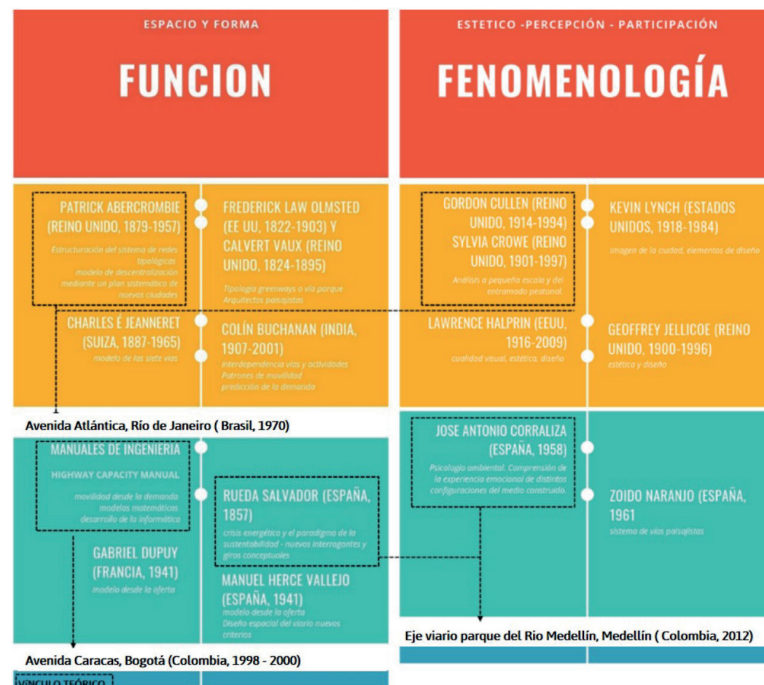 ESPACIO Y FORMA
FUNCION
PATRICK ABERCROMBIE
(REINO UNIDO, 1879-1957)
Estructuración del sistema de redes
tipológicas
modelo de descentralización
mediante un plan sistemático de
nuevas ciudades
FREDERICK LAW OLMSTED
(EE UU, 1822-1903) Y
CALVERT VAUX (REINO
UNIDO, 1824-1895)
Tipología greenways o vía parque
Arquitectos paisajistas
CHARLES É JEANNERET
(SUIZA, 1887-1965)
modelo de las siete vías
COLÍN BUCHANAN (INDIA,
1907-2001)
interdependencia vías y actividades
Patrones de movilidad
predicción de la demanda
Avenida Atlántica, Río de Janeiro ( Brasil, 1970)
MANUALES DE INGENIERIA
HIGHWAY CAPACITY MANUAL
movilidad desde la demanda
modelos matemáticos
desarrollo de la informática
RUEDA SALVADOR (ESPAÑA,
1857)
crisis energética y el paradigma de la
sustentabilidad - nuevos interrogantes y
giros conceptuales
GABRIEL DUPUY
(FRANCIA, 1941)
modelo desde la oferta
MANUEL HERCE VALLEJO
(ESPAÑA, 1941)
modelo desde la oferta
Diseño espacial del viario nuevos
criterios
Avenida Caracas, Bogotá (Colombia, 1998 - 2000)
VíNCULO TEÓRICO
ESTETICO -PERCEPCIÓN - PARTICIPACIÓN
FENOMENOLOGÍA
GORDON CULLEN (REINO
UNIDO, 1914-1994)
SYLVIA CROWE (REINO
UNIDO, 1901-1997)
Análisis a pequeña escala y del
entramado peatonal.
KEVIN LYNCH (ESTADOS
UNIDOS, 1918-1984)
imagen de la ciudad, elementos de diseño
LAWRENCE HALPRIN (EEUU,
1916-2009)
cualidad visual, estética, diseño
GEOFFREY JELLICOE (REINO
UNIDO, 1900-1996)
estética y diseño
JOSE ANTONIO CORRALIZA
(ESPAÑA, 1958)
Psicología ambiental. Comprensión de
la experiencia emocional de distintas
configuraciones del medio construido.
ZOIDO NARANJO (ESPAÑA,
1961
sistema de vías paisajistas
Eje viario parque del Rio Medellín, Medellín ( Colombia, 2012)